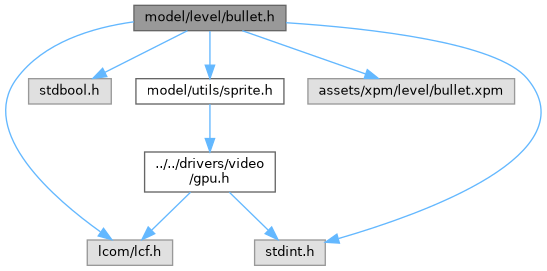 model/level/bullet.h
stdbool.h
model/utils/sprite.h
assets/xpm/level/bullet.xpm
../../drivers/video
/gpu.h
lcom/lcf.h
stdint.h